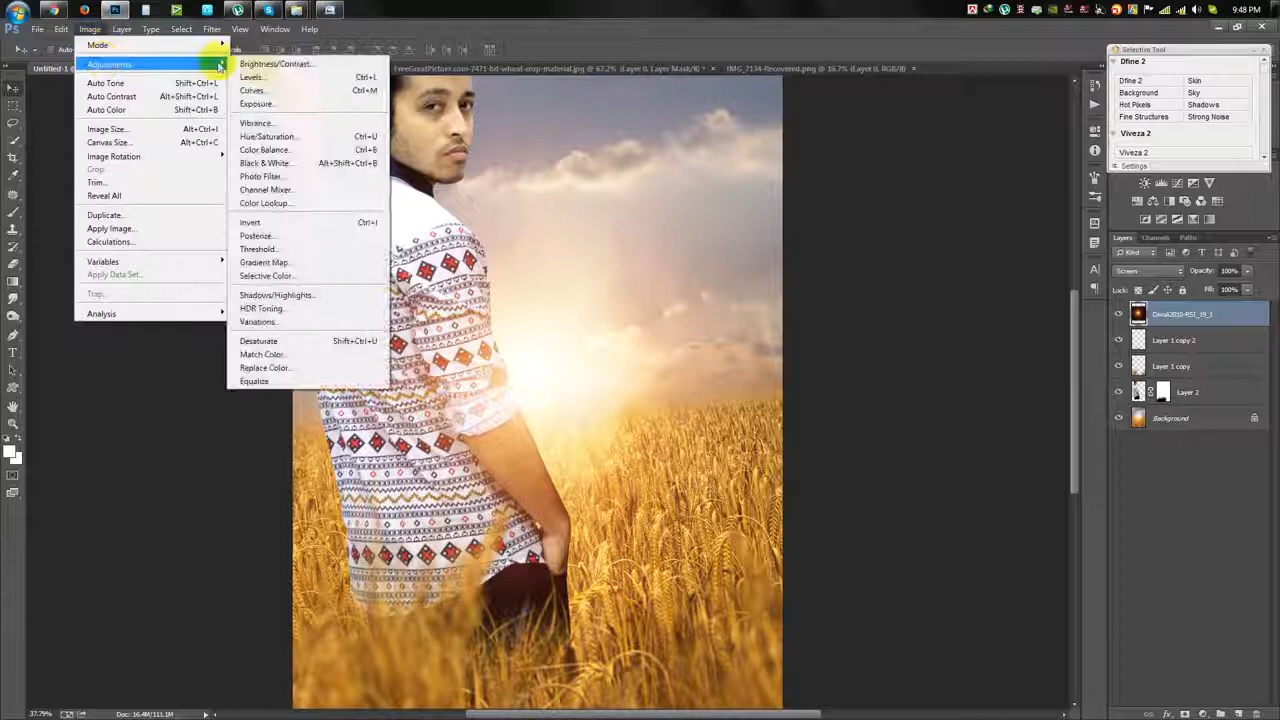 9:48 PM
Ps File Edit Image Layer Type Select Filter View Window Help
Mode
Adjustments
Auto Tone Shift+Ctrl+L
Auto Contrast Alt+Shift+Ctrl+L
Auto Color Shift+Ctrl+B
Image Size... Alt+Ctrl+I
Canvas Size... Alt+Ctrl+C
Image Rotation
Crop
Trim...
Reveal All
Duplicate...
Apply Image...
Calculations...
Variables
Apply Data Set...
Trap...
Analysis
Brightness/Contrast...
Levels... Ctrl+L
Curves... Ctrl+M
Exposure...
Vibrance...
Hue/Saturation... Ctrl+U
Color Balance... Ctrl+B
Black & White... Alt+Shift+Ctrl+B
Photo Filter...
Channel Mixer...
Color Lookup...
Invert Ctrl+I
Posterize...
Threshold...
Gradient Map...
Selective Color...
Shadows/Highlights...
HDR Toning...
Variations...
Desaturate Shift+Ctrl+U
Match Color...
Replace Color...
Equalize
Untitled-1
FreeGreatPicture.com-7471-hd-wheat-crop-material.jpg @ 67.2% (Layer 0, Layer Mask/8) *
IMG_7134-Recovered.png @ 16.7% (Layer 0, RGB/8)
Selective Tool
Dfine 2
Dfine 2 Skin
Background Sky
Hot Pixels Shadows
Fine Structures Strong Noise
Viveza 2
Viveza 2
Settings
Layers Channels Paths
Kind
Screen Opacity: 100%
Lock: Fill: 100%
Layer 1 copy 2
Layer 1 copy
Layer 2
Background
37.79% Doc: 16.4M/111.1M